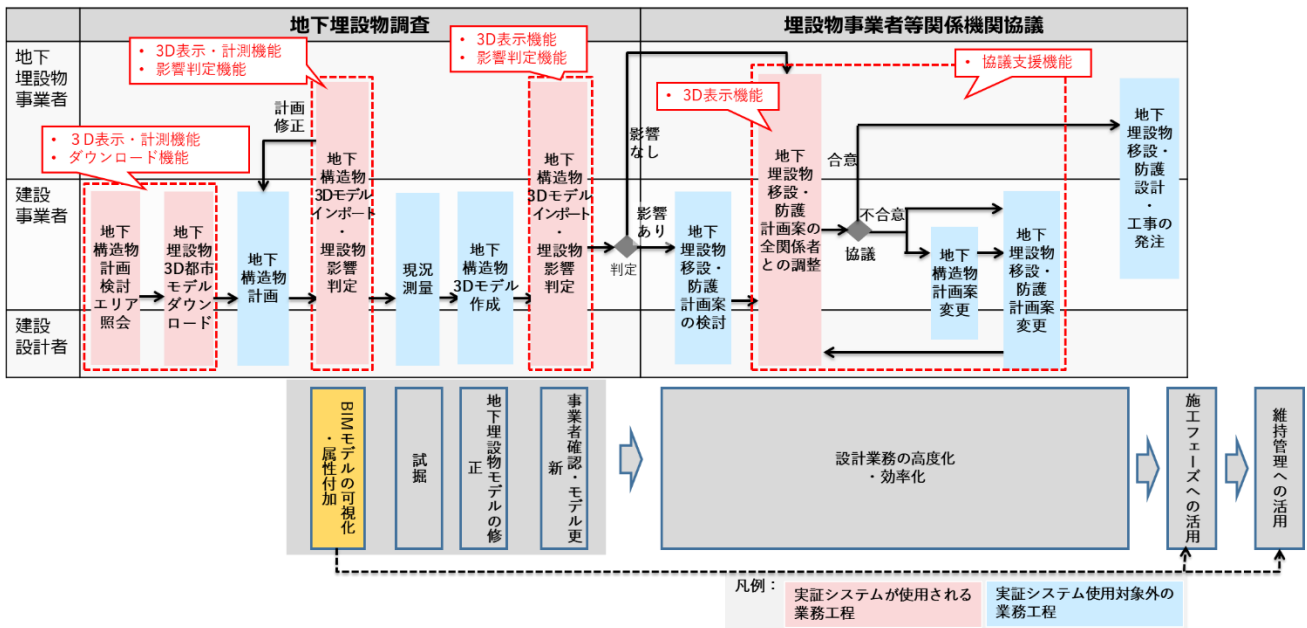 地下埋設物調査
埋設物事業者等関係機関協議
地下
埋設物
事業者
建設
事業者
建設
設計者
• 3D表示・計測機能
• 影響判定機能
• 3D表示機能
• 影響判定機能
• 協議支援機能
• 3D表示機能
• 3D表示・計測機能
• ダウンロード機能
計画
修正
影響
なし
影響
あり
判定
合意
不合意
協議
地下
構造物
計画
検討
エリア
照会
地下
埋設物
3D都市
モデル
ダウン
ロード
地下
構造物
計画
地下
構造物
3Dモデル
インポート
・
埋設物
影響
判定
現況
測量
地下
構造物
3Dモデル
作成
地下
構造物
3Dモデル
インポート
・
埋設物
影響
判定
地下
埋設物
移設・
防護
計画案
の検討
地下
埋設物
移設・
防護
計画案の
全関係者
との調整
地下
構造物
計画案
変更
地下
埋設物
移設・
防護
計画案
変更
地下
埋設物
移設・
防護
設計
・
工事の
発注
BIMモデルの可視化
・属性付加
試掘
地下埋設物モデルの修
正
事業者確認・モデル更
新
設計業務の高度化
・効率化
施工フェーズへの活用
維持管理への活用
凡例：
実証システムが使用される
業務工程
実証システム使用対象外の
業務工程